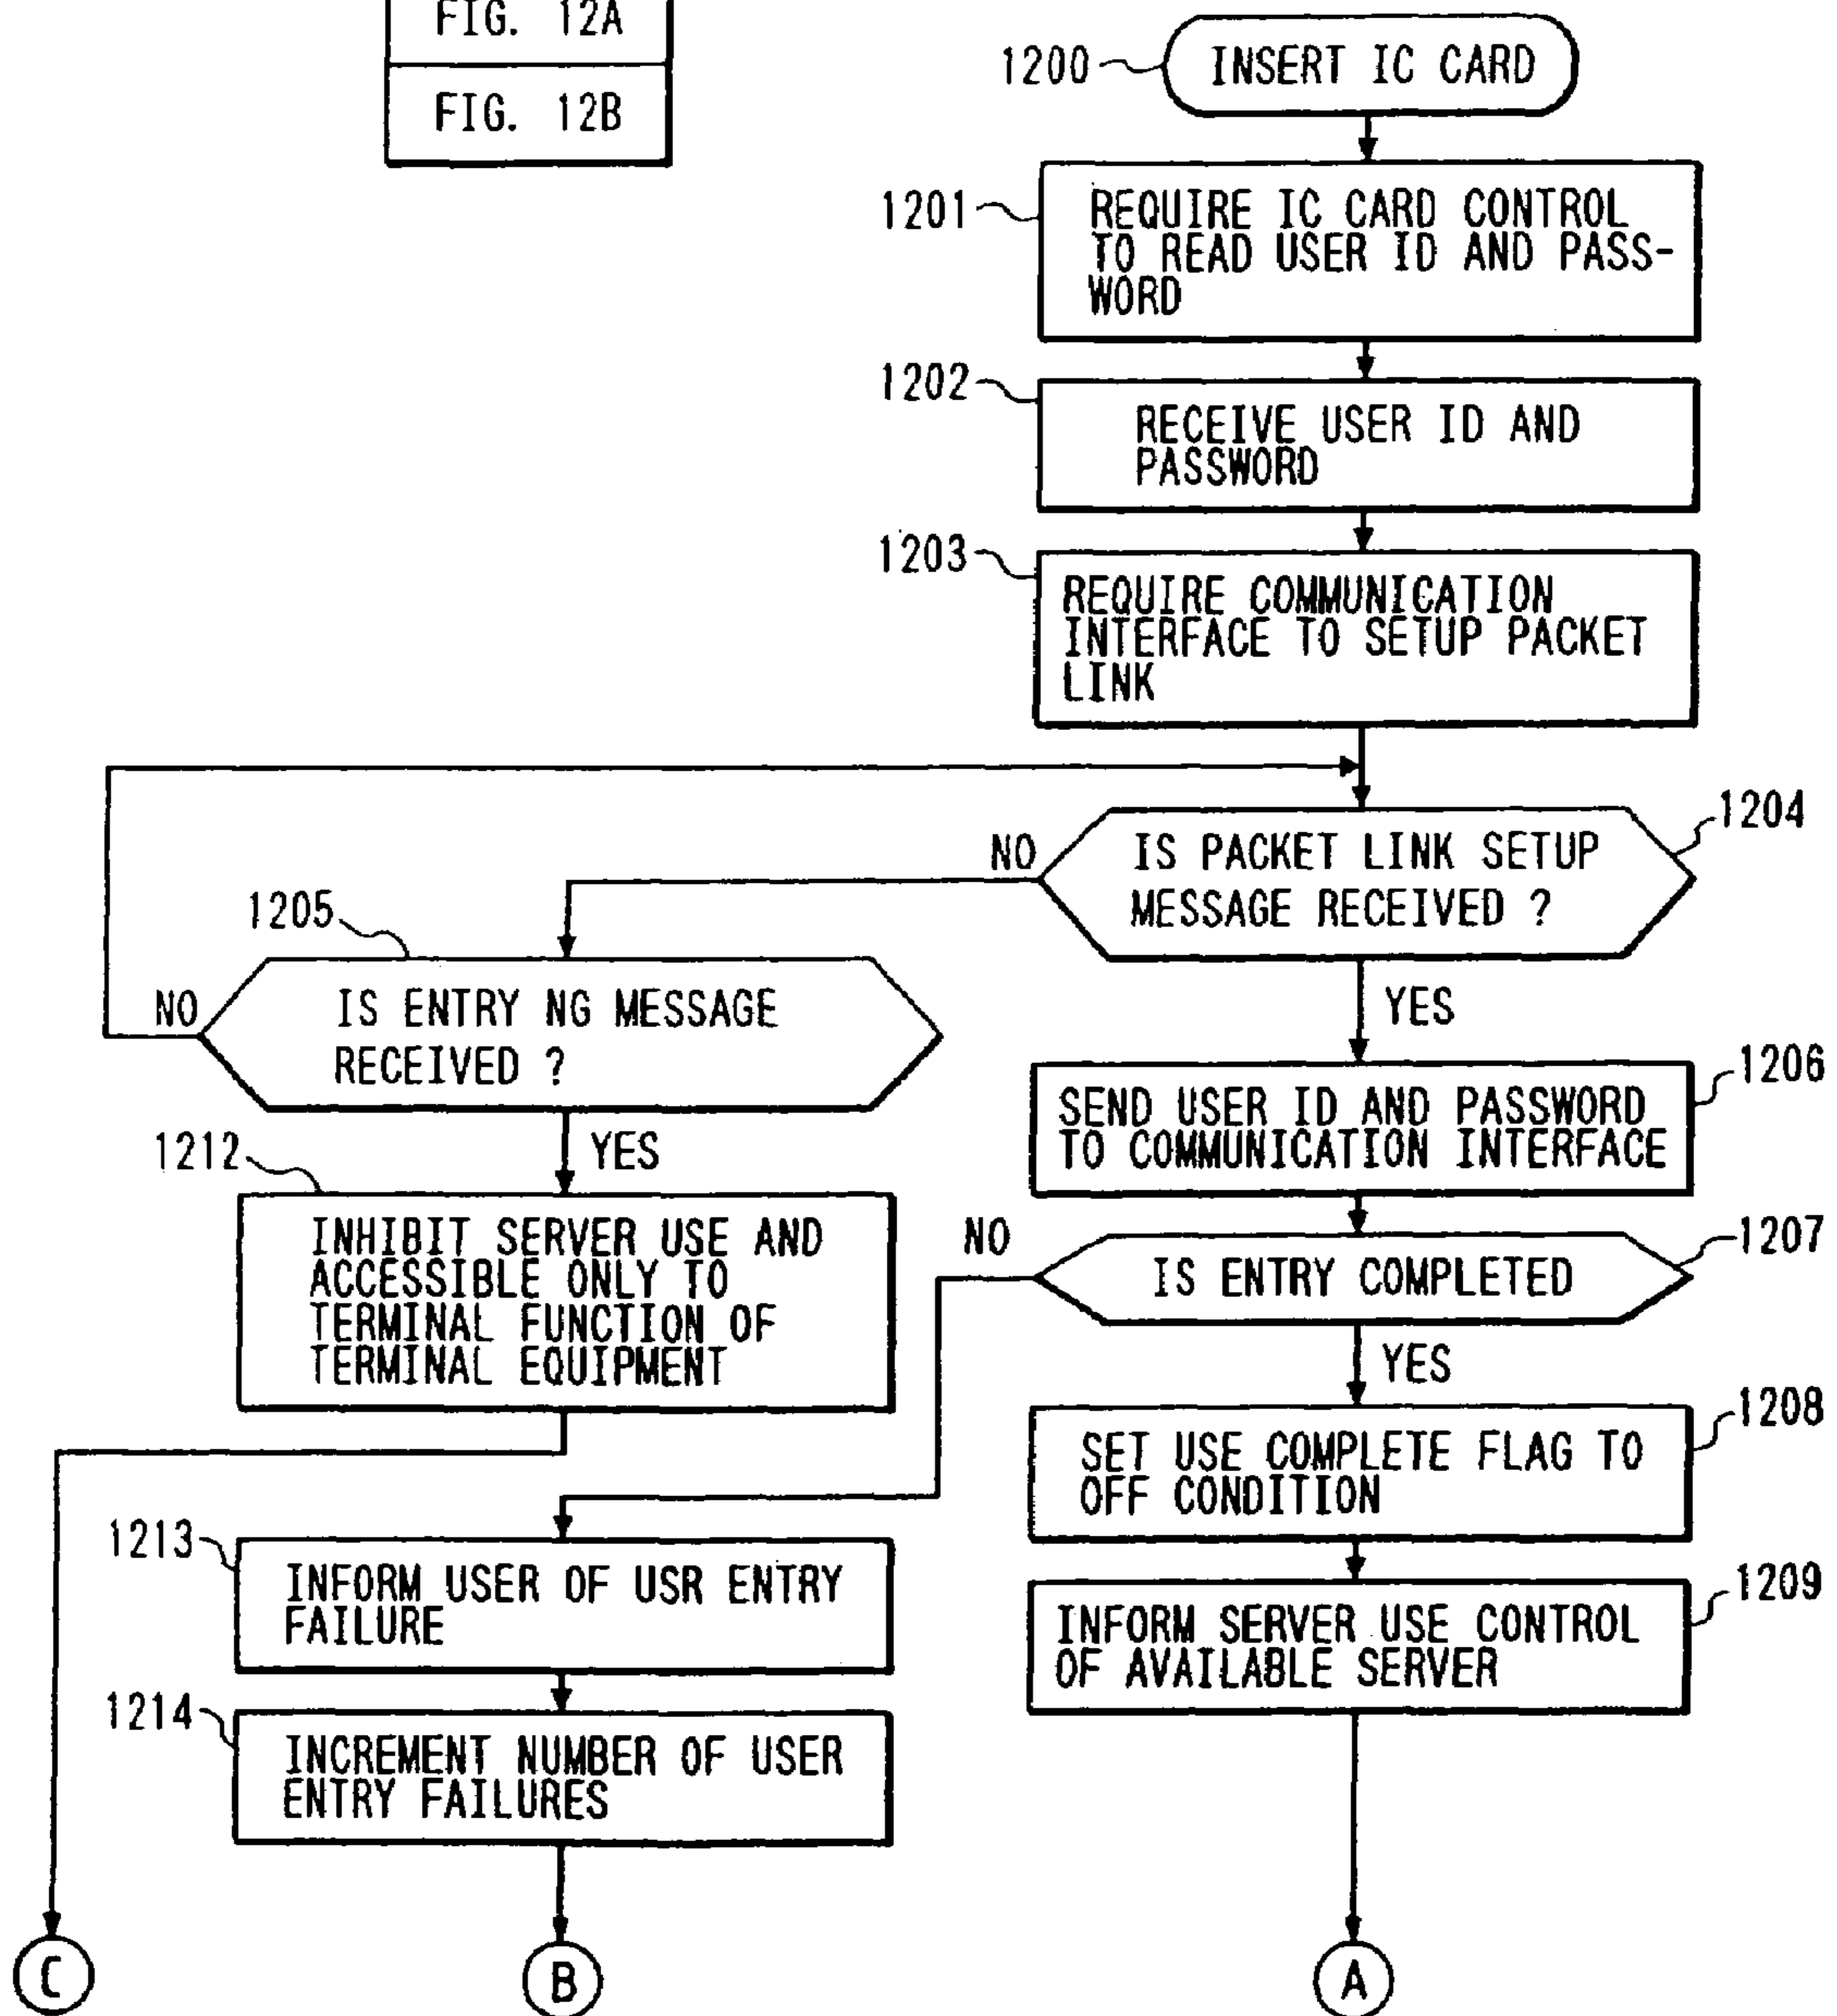 FIG. 12A
FIG. 12B
1200
INSERT IC CARD
1201
REQUIRE IC CARD CONTROL
TO READ USER ID AND PASS-
WORD
1202
RECEIVE USER ID AND
PASSWORD
1203
REQUIRE COMMUNICATION
INTERFACE TO SETUP PACKET
LINK
1204
IS PACKET LINK SETUP
MESSAGE RECEIVED ?
NO
YES
1205
IS ENTRY NG MESSAGE
RECEIVED ?
NO
YES
1206
SEND USER ID AND PASSWORD
TO COMMUNICATION INTERFACE
1212
INHIBIT SERVER USE AND
ACCESSIBLE ONLY TO
TERMINAL FUNCTION OF
TERMINAL EQUIPMENT
1207
IS ENTRY COMPLETED
NO
YES
1208
SET USE COMPLETE FLAG TO
OFF CONDITION
1213
INFORM USER OF USR ENTRY
FAILURE
1209
INFORM SERVER USE CONTROL
OF AVAILABLE SERVER
1214
INCREMENT NUMBER OF USER
ENTRY FAILURES
C
B
A